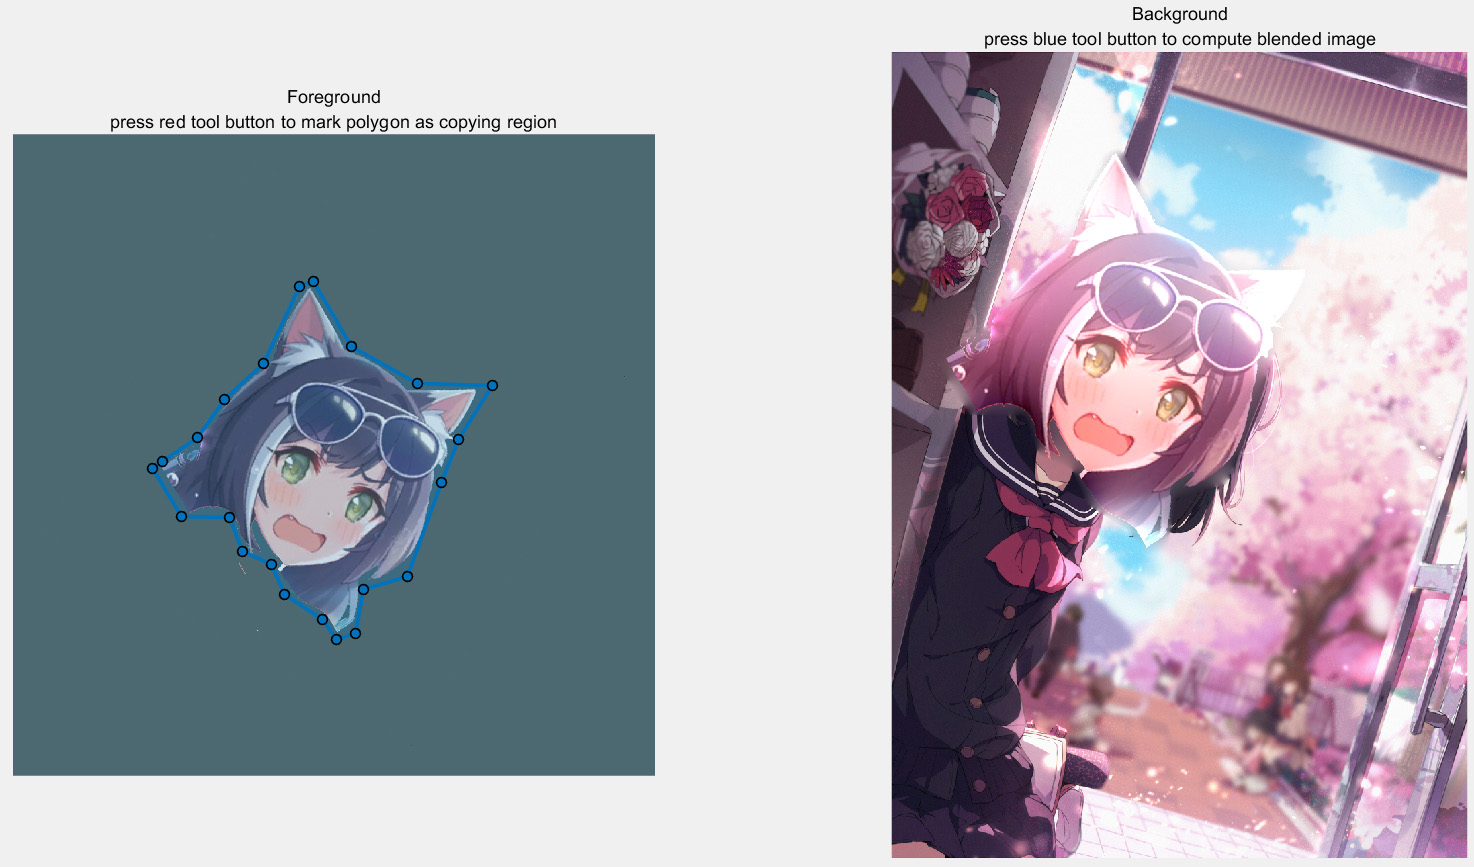 Foreground
press red tool button to mark polygon as copying region
Background
press blue tool button to compute blended image